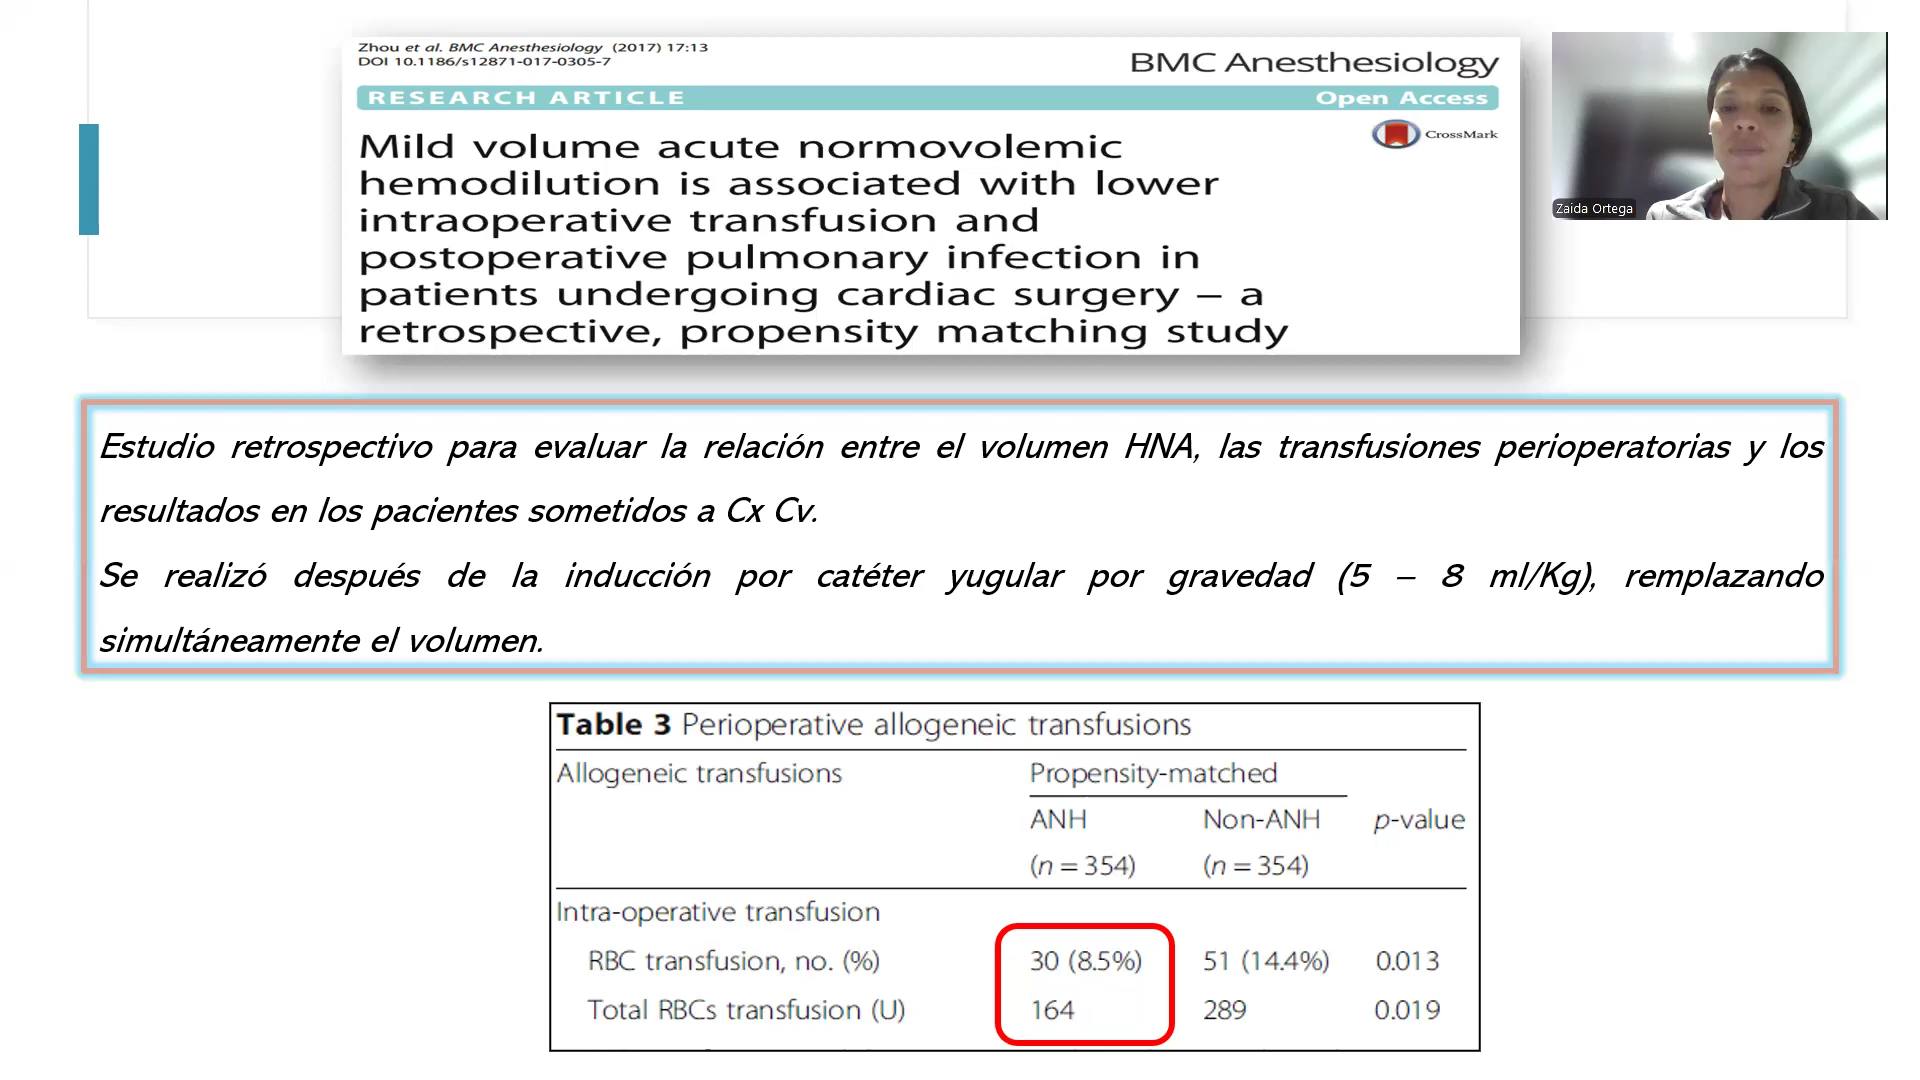 Zhou et al. BMC Anesthesiology (2017) 17:13
DOI 10.1186/s12871-017-0305-7
BMC Anesthesiology
RESEARCH ARTICLE Open Access
CrossMark
Mild volume acute normovolemic
hemodilution is associated with lower
intraoperative transfusion and
postoperative pulmonary infection in
patients undergoing cardiac surgery – a
retrospective, propensity matching study
Zaida Ortega
Estudio retrospectivo para evaluar la relación entre el volumen HNA, las transfusiones perioperatorias y los
resultados en los pacientes sometidos a Cx Cv.
Se realizó después de la inducción por catéter yugular por gravedad (5 – 8 ml/Kg), remplazando
simultáneamente el volumen.
Table 3 Perioperative allogeneic transfusions
Allogeneic transfusions Propensity-matched
ANH Non-ANH p-value
(n = 354) (n = 354)
Intra-operative transfusion
RBC transfusion, no. (%) 30 (8.5%) 51 (14.4%) 0.013
Total RBCs transfusion (U) 164 289 0.019